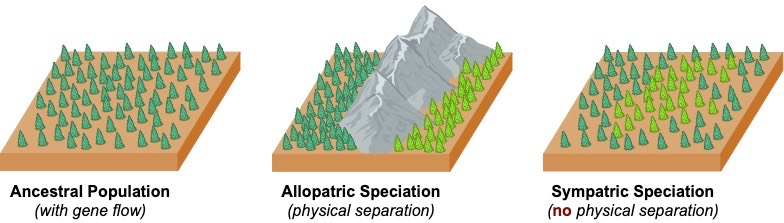 Ancestral Population
(with gene flow)
Allopatric Speciation
(physical separation)
Sympatric Speciation
(no physical separation)